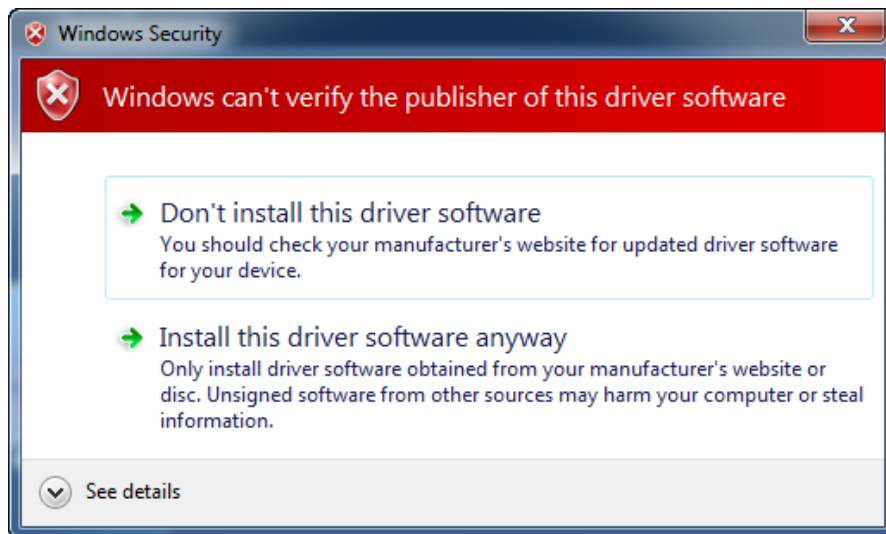 Windows Security
Windows can't verify the publisher of this driver software
Don't install this driver software
You should check your manufacturer's website for updated driver software
for your device.
Install this driver software anyway
Only install driver software obtained from your manufacturer's website or
disc. Unsigned software from other sources may harm your computer or steal
information.
See details